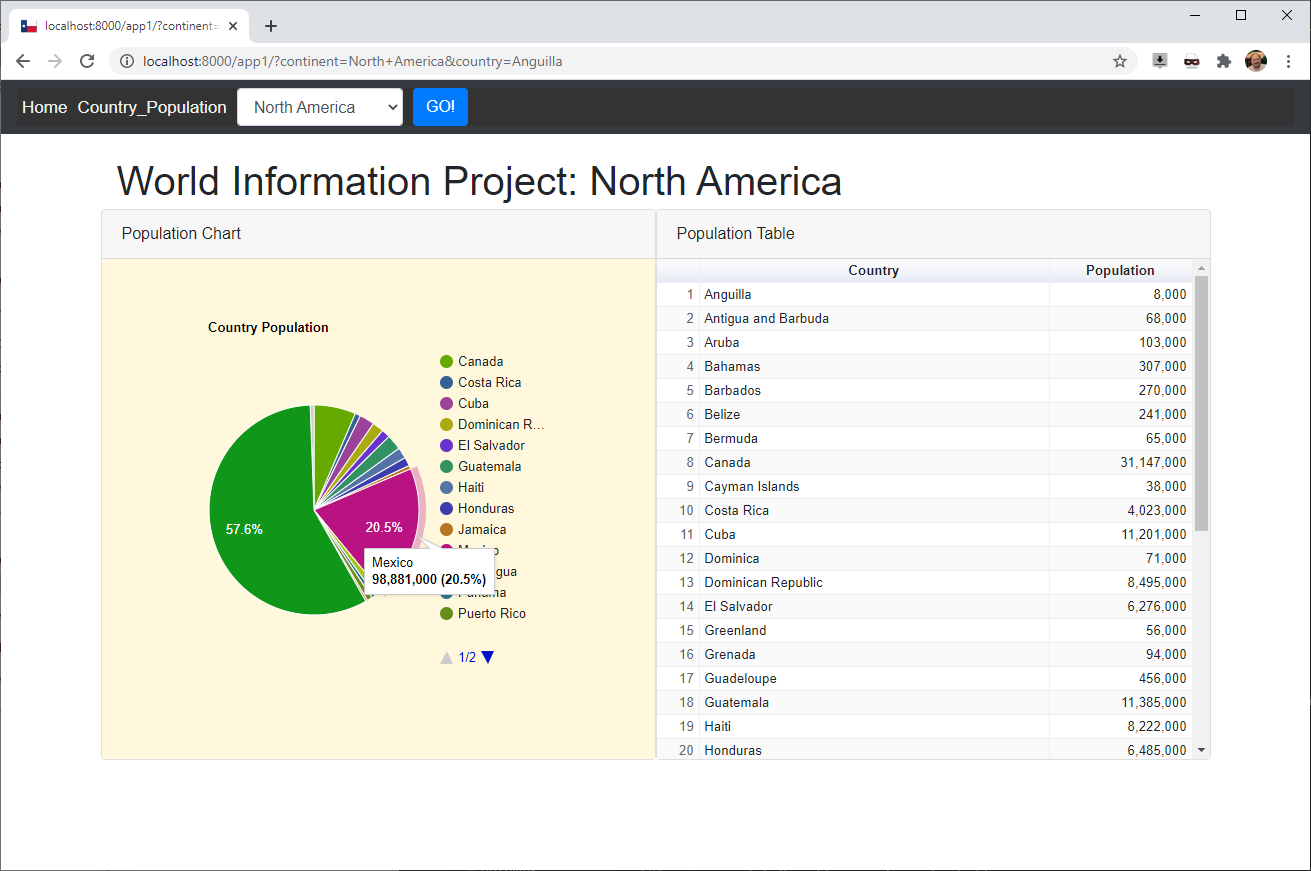 localhost:8000/app1/?continent=
localhost:8000/app1/?continent=North+America&country=Anguilla
Home Country_Population North America GO!
World Information Project: North America
Population Chart
Country Population
Canada
Costa Rica
Cuba
Dominican R...
El Salvador
Guatemala
Haiti
Honduras
Jamaica
Puerto Rico
57.6%
20.5%
Mexico
98,881,000 (20.5%)
1/2
Population Table
Country Population
1 Anguilla 8,000
2 Antigua and Barbuda 68,000
3 Aruba 103,000
4 Bahamas 307,000
5 Barbados 270,000
6 Belize 241,000
7 Bermuda 65,000
8 Canada 31,147,000
9 Cayman Islands 38,000
10 Costa Rica 4,023,000
11 Cuba 11,201,000
12 Dominica 71,000
13 Dominican Republic 8,495,000
14 El Salvador 6,276,000
15 Greenland 56,000
16 Grenada 94,000
17 Guadeloupe 456,000
18 Guatemala 11,385,000
19 Haiti 8,222,000
20 Honduras 6,485,000